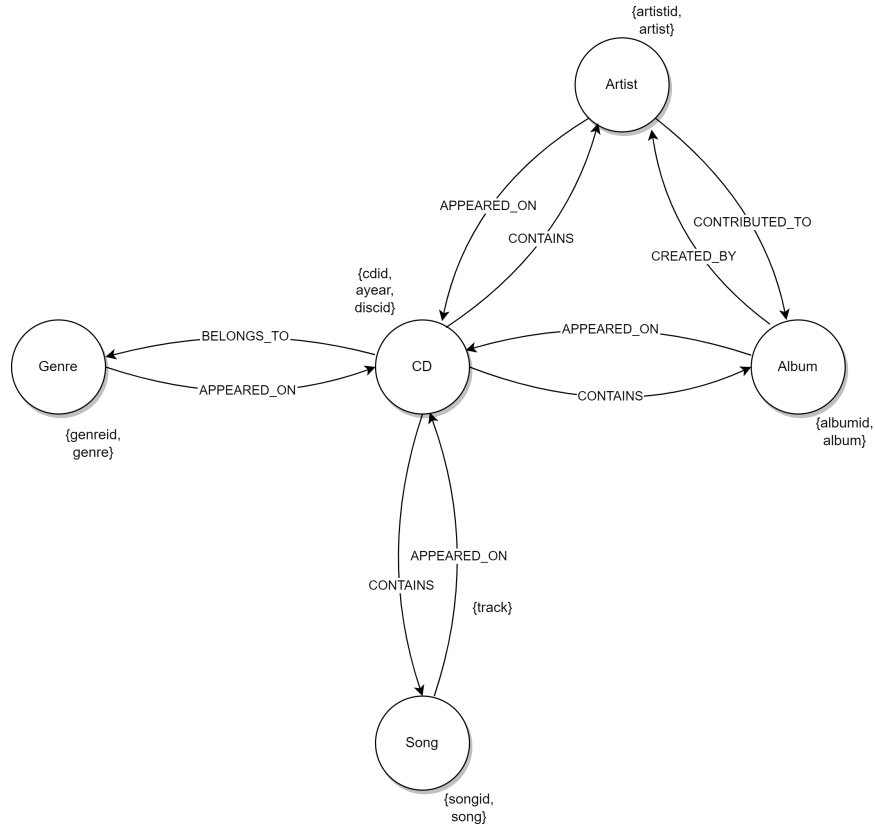 {artistid,
artist}
Artist
APPEARED_ON
CONTRIBUTED_TO
CONTAINS
CREATED_BY
{cdid,
ayear,
discid}
BELONGS_TO
APPEARED_ON
Genre
CD
Album
APPEARED_ON
CONTAINS
{genreid,
genre}
{albumid,
album}
APPEARED_ON
CONTAINS
{track}
Song
{songid,
song}